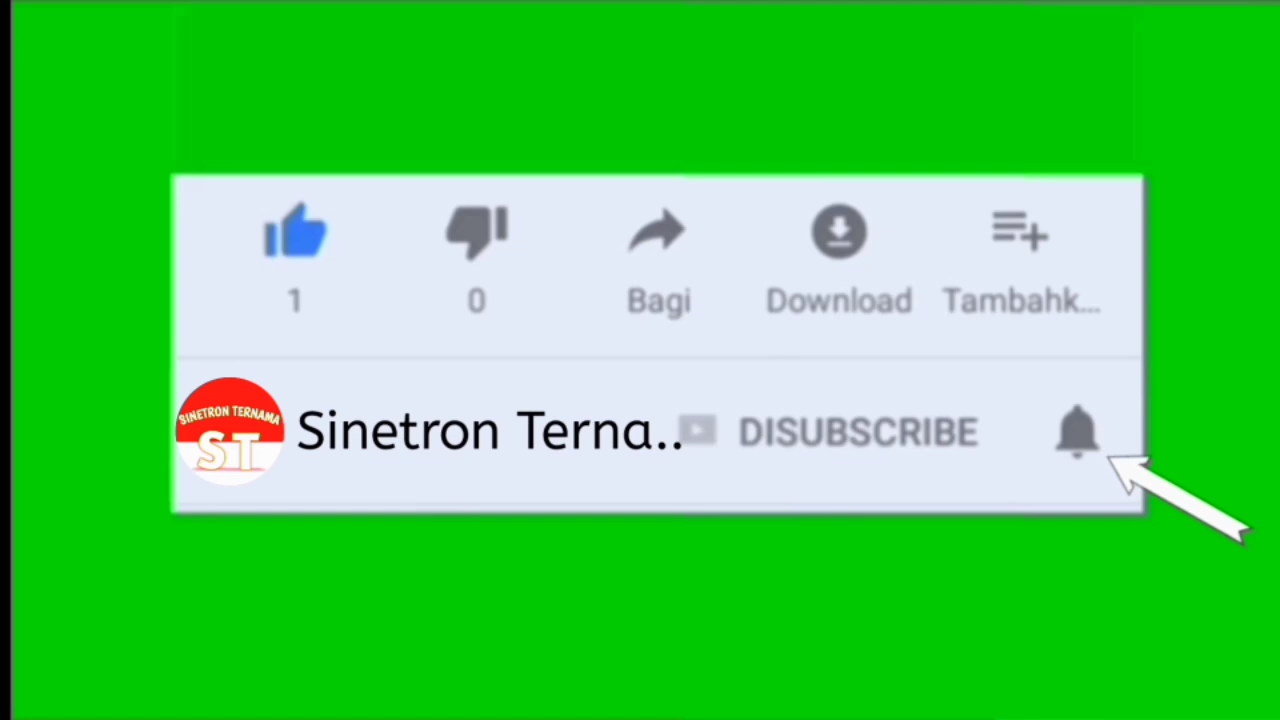 1 0 Bagi Download Tambahk...
SINETRON TERNAMA
ST
Sinetron Terna.. DISUBSCRIBE